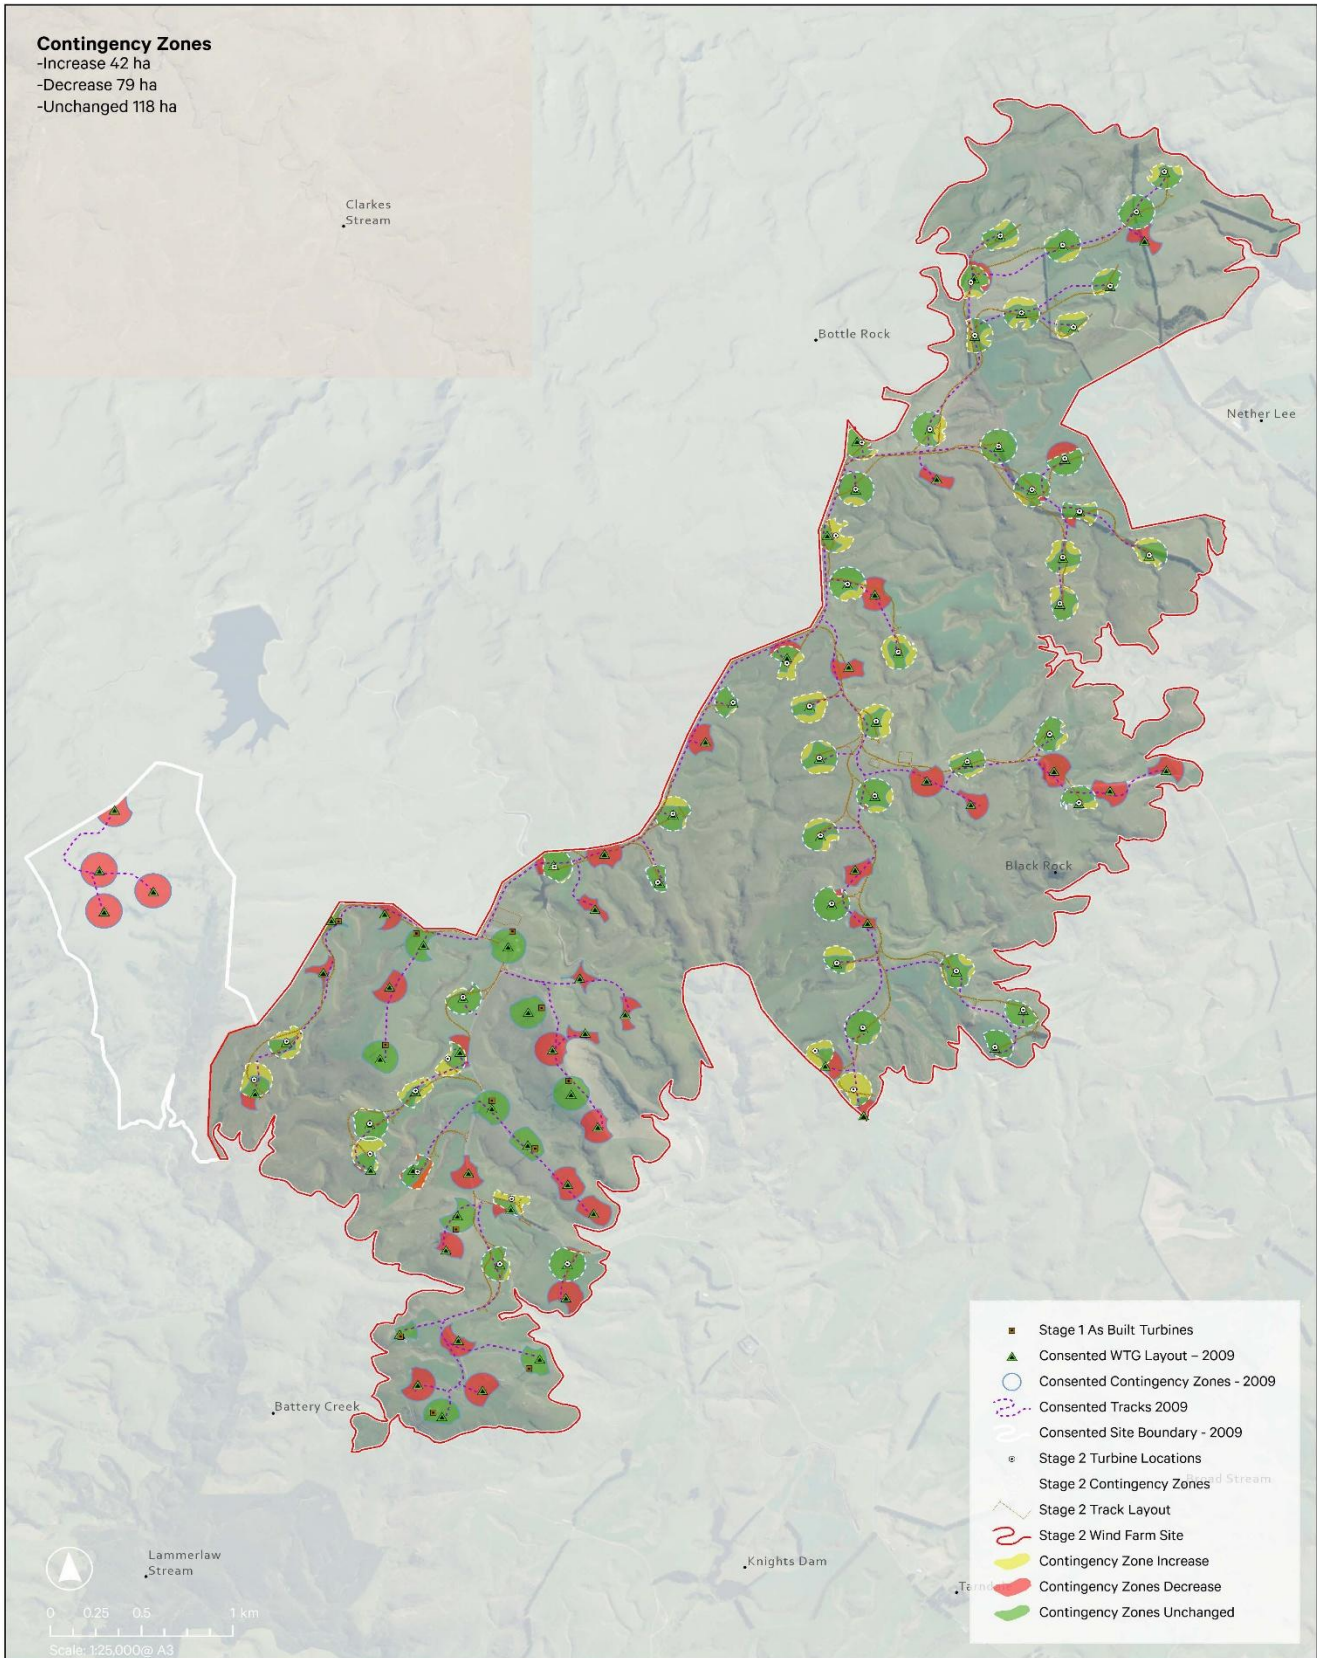 Contingency Zones
-Increase 42 ha
-Decrease 79 ha
-Unchanged 118 ha
Clarkes
Stream
Bottle Rock
Nether Lee
Black Rock
Battery Creek
Lammerlaw
Stream
Knights Dam
Broad Stream
0 0.25 0.5 1 km
Scale: 1:25,000@ A3
Stage 1 As Built Turbines
Consented WTG Layout – 2009
Consented Contingency Zones - 2009
Consented Tracks 2009
Consented Site Boundary - 2009
Stage 2 Turbine Locations
Stage 2 Contingency Zones
Stage 2 Track Layout
Stage 2 Wind Farm Site
Contingency Zone Increase
Contingency Zones Decrease
Contingency Zones Unchanged